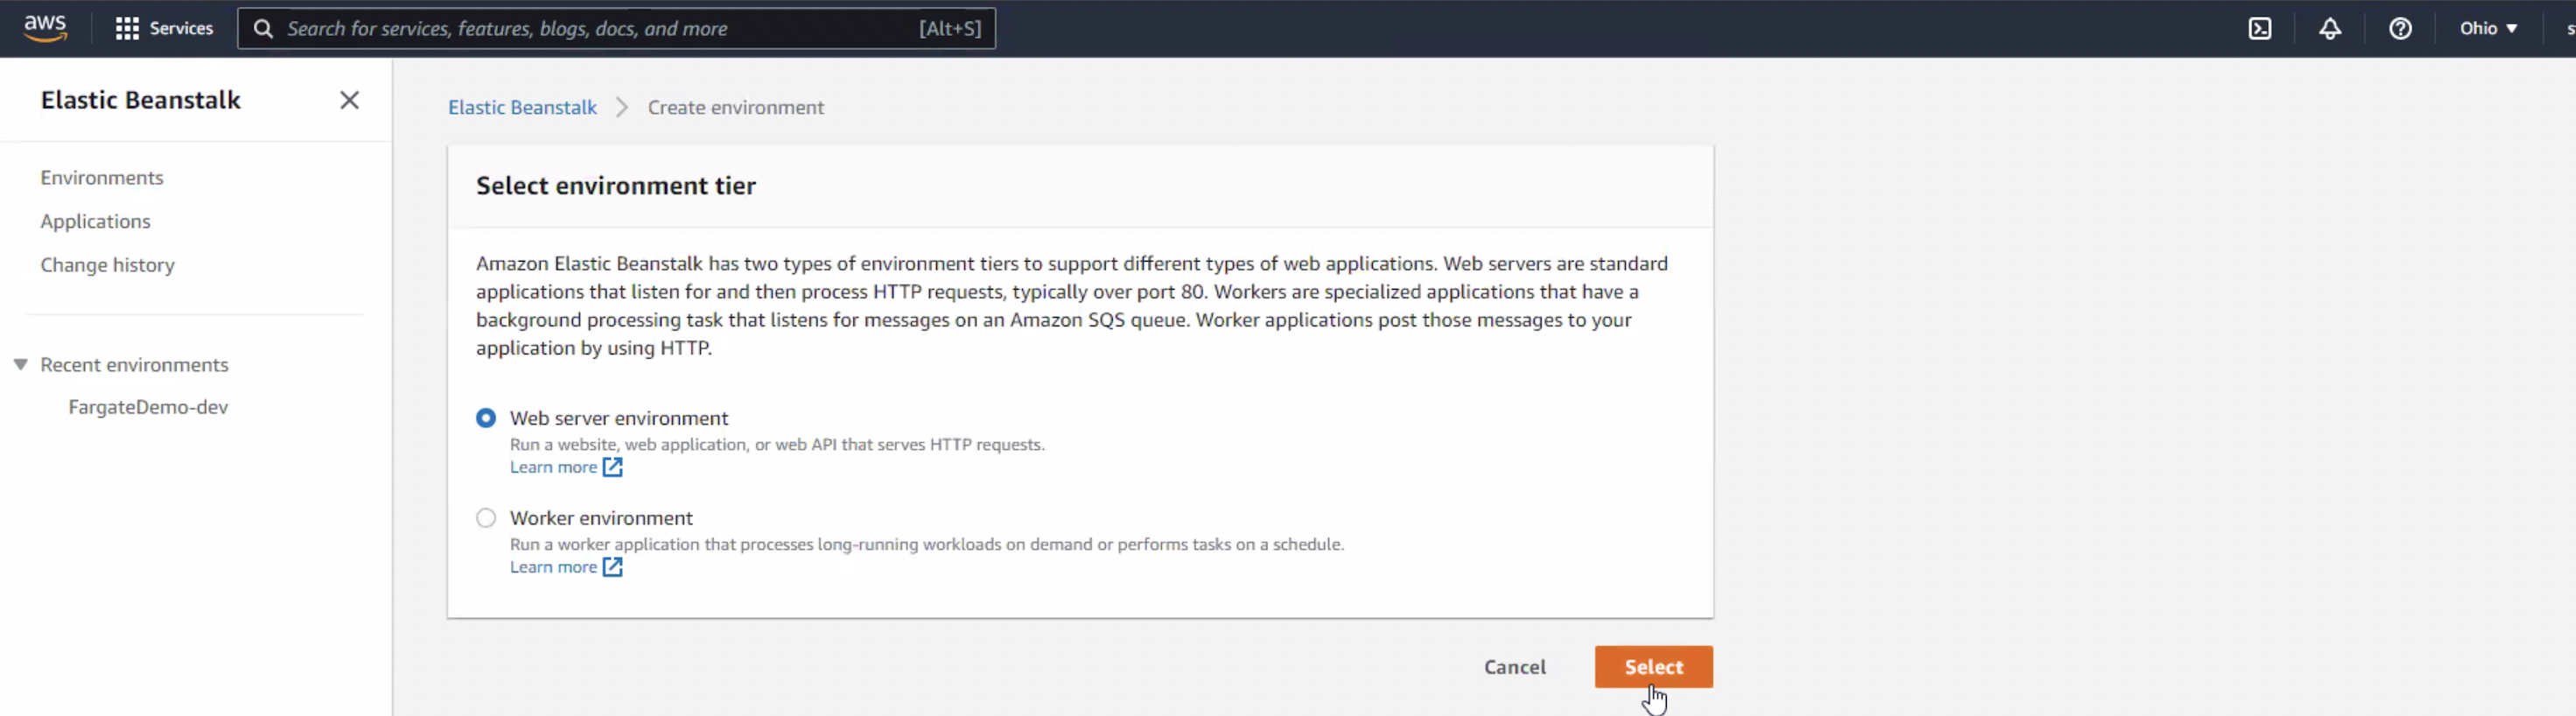 aws
Services
Search for services, features, blogs, docs, and more
[Alt+S]
Ohio
Elastic Beanstalk
Environments
Applications
Change history
Recent environments
FargateDemo-dev
Elastic Beanstalk
Create environment
Select environment tier
Amazon Elastic Beanstalk has two types of environment tiers to support different types of web applications. Web servers are standard
applications that listen for and then process HTTP requests, typically over port 80. Workers are specialized applications that have a
background processing task that listens for messages on an Amazon SQS queue. Worker applications post those messages to your
application by using HTTP.
Web server environment
Run a website, web application, or web API that serves HTTP requests.
Learn more
Worker environment
Run a worker application that processes long-running workloads on demand or performs tasks on a schedule.
Learn more
Cancel
Select